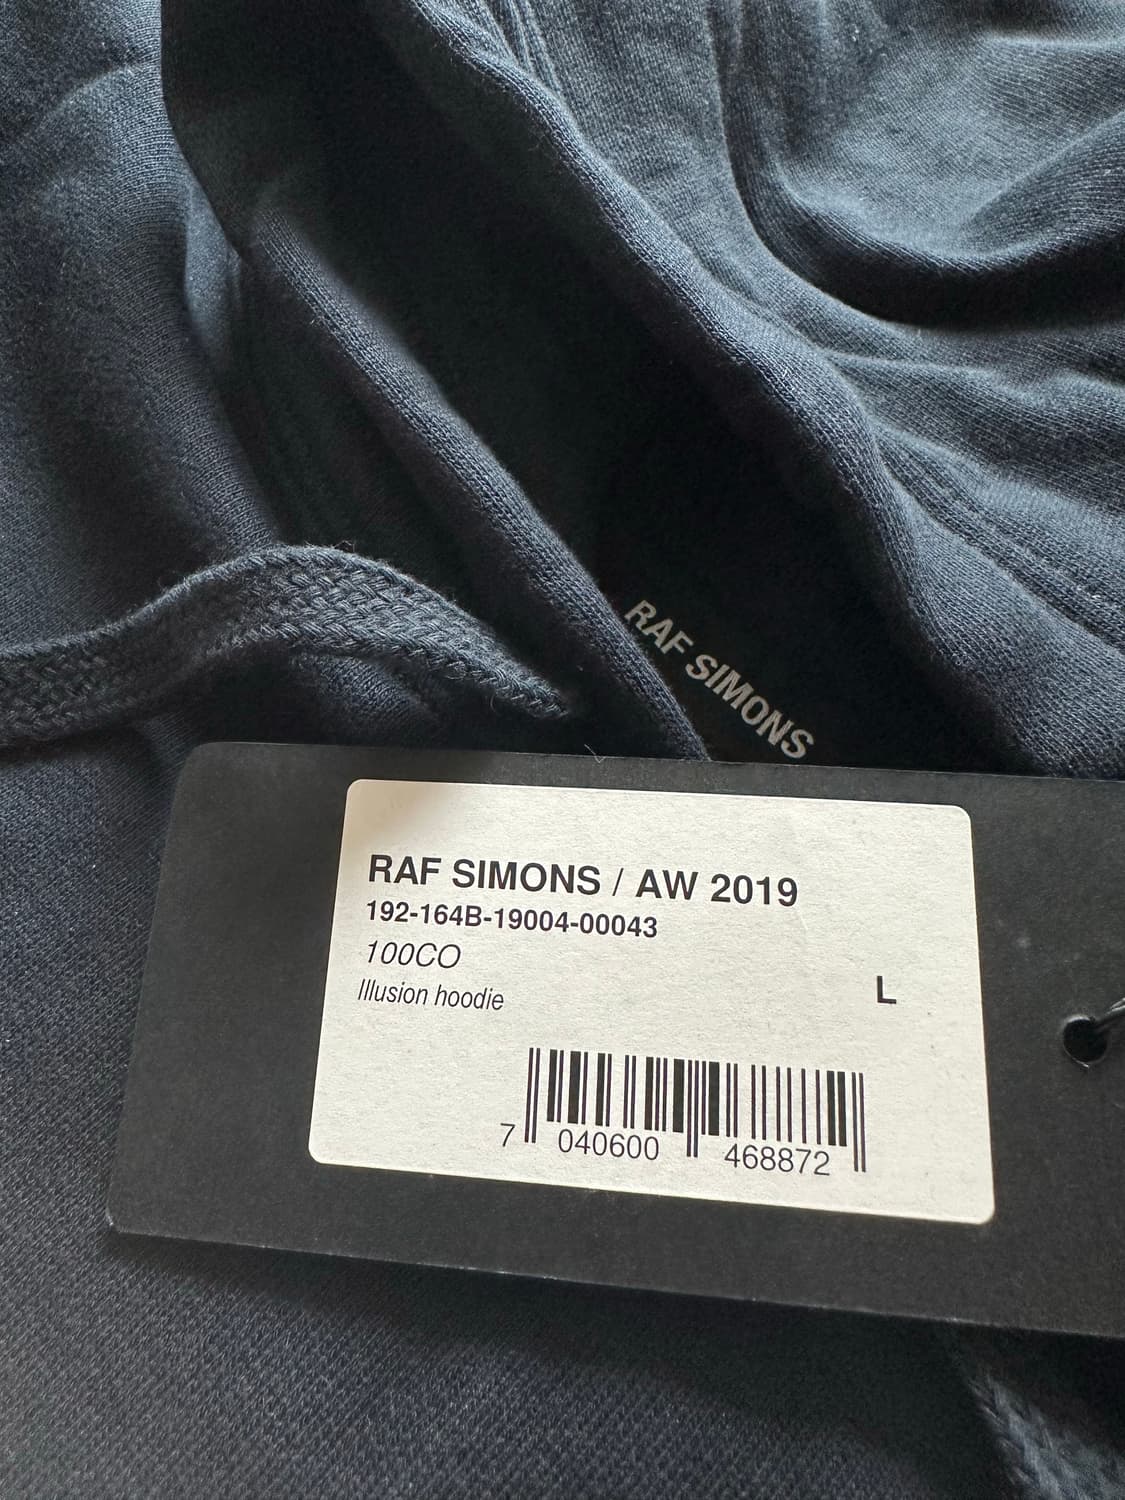 RAF SIMONS
RAF SIMONS / AW 2019
192-164B-19004-00043
100CO
Illusion hoodie
L
7 040600 468872